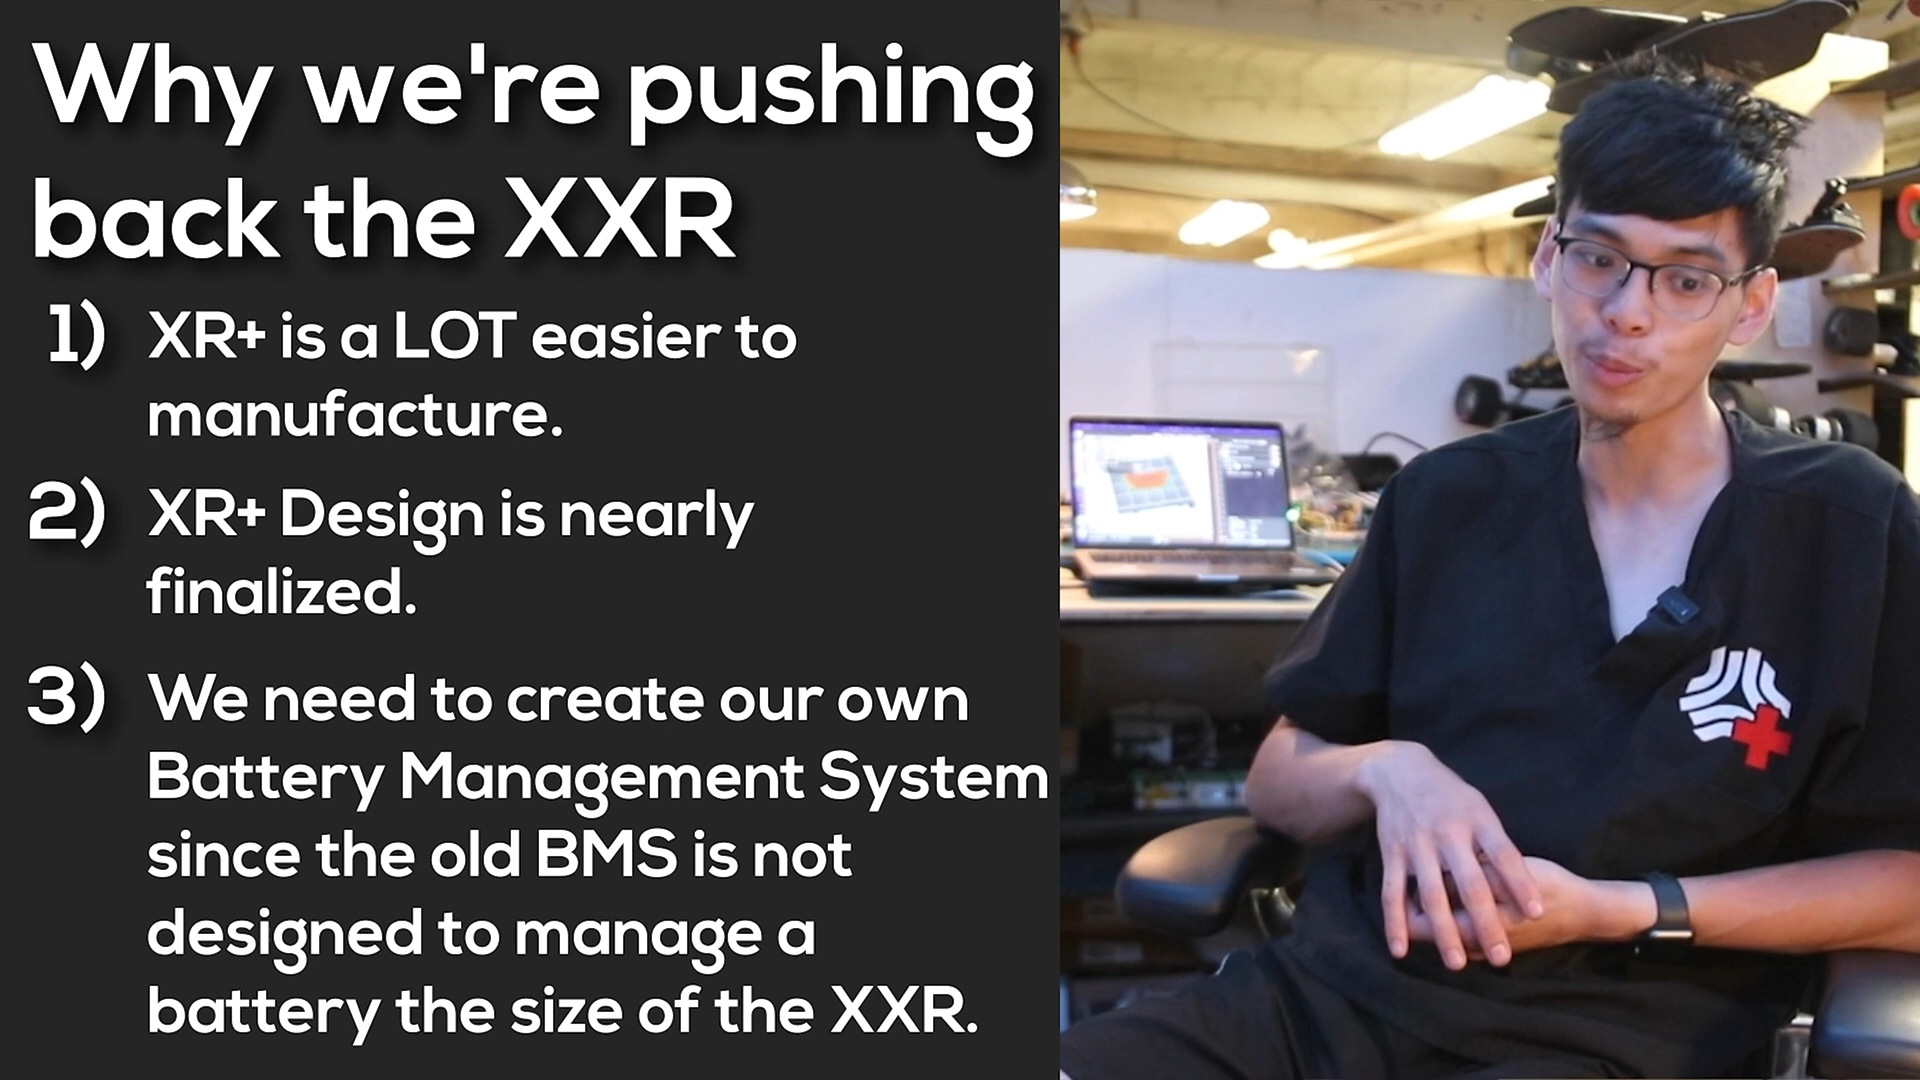 Why we're pushing
back the XXR
1) XR+ is a LOT easier to
manufacture.
2) XR+ Design is nearly
finalized.
3) We need to create our own
Battery Management System
since the old BMS is not
designed to manage a
battery the size of the XXR.